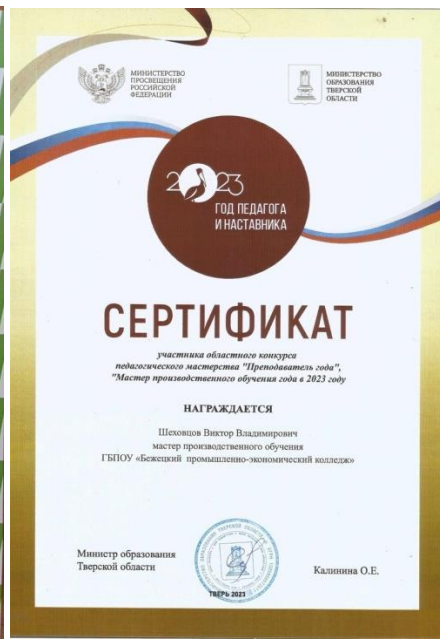 МИНИСТЕРСТВО
ПРОСВЕЩЕНИЯ
РОССИЙСКОЙ
ФЕДЕРАЦИИ
МИНИСТЕРСТВО
ОБРАЗОВАНИЯ
ТВЕРСКОЙ
ОБЛАСТИ
2023
ГОД ПЕДАГОГА
И НАСТАВНИКА
СЕРТИФИКАТ
участника областного конкурса
педагогического мастерства "Преподаватель года",
"Мастер производственного обучения года в 2023 году
НАГРАЖДАЕТСЯ
Шеховцов Виктор Владимирович
мастер производственного обучения
ГБПОУ «Бежецкий промышленно-экономический колледж»
Министр образования
Тверской области
Калинина О.Е.
ТВЕРЬ 2023